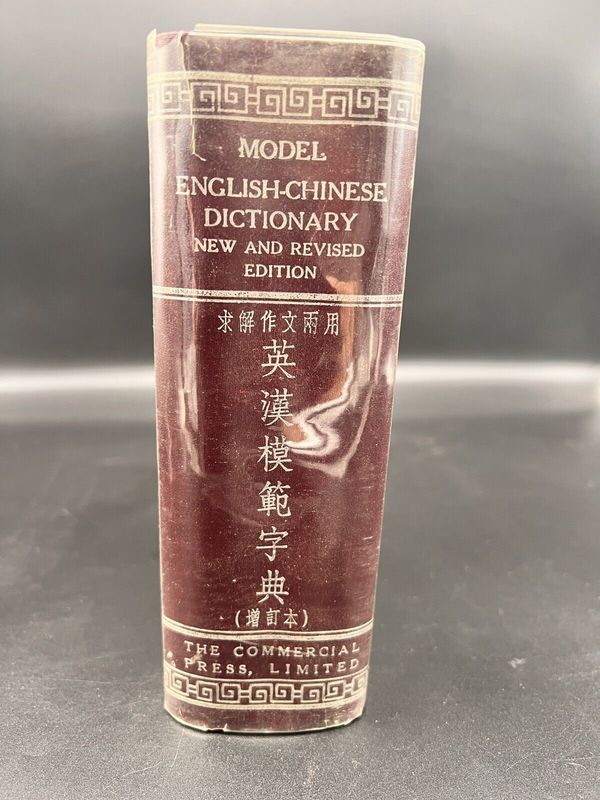 MODEL
ENGLISH-CHINESE
DICTIONARY
NEW AND REVISED
EDITION
求解作文兩用
英漢模範字典
(增訂本)
THE COMMERCIAL
PRESS, LIMITED